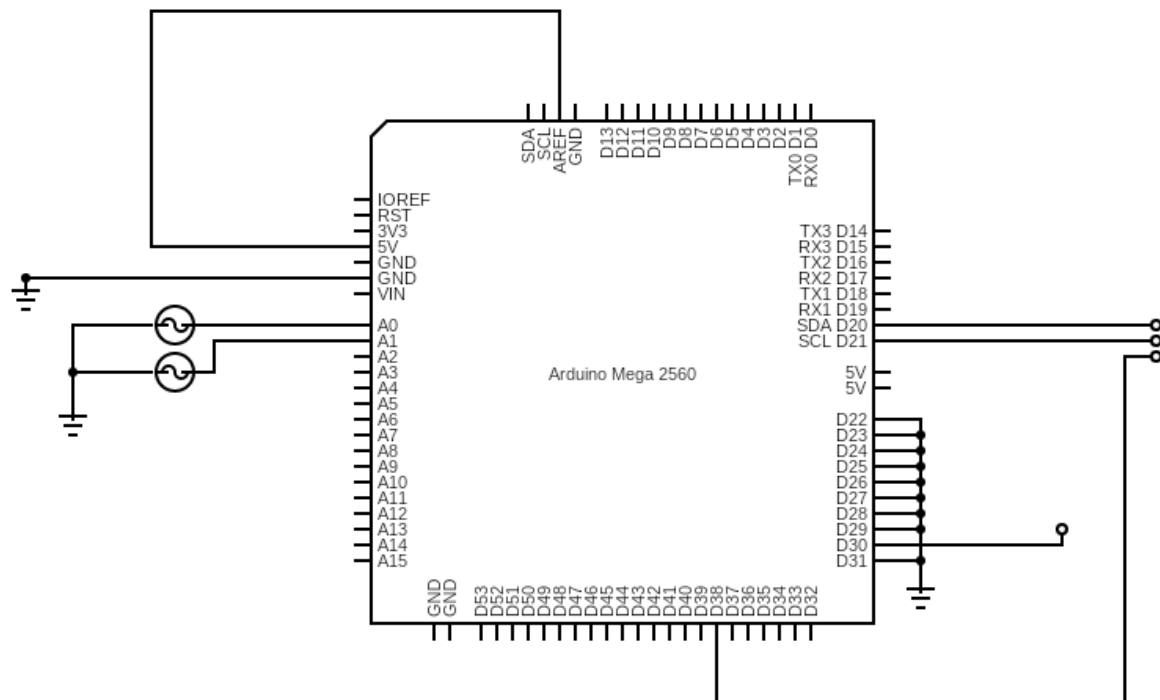 SDA
SCL
AREF
GND
D13
D12
D11
D10
D9
D8
D7
D6
D5
D4
D3
D2
TX0 D1
RX0 D0
IOREF
RST
3V3
5V
GND
GND
VIN
A0
A1
A2
A3
A4
A5
A6
A7
A8
A9
A10
A11
A12
A13
A14
A15
Arduino Mega 2560
TX3 D14
RX3 D15
TX2 D16
RX2 D17
TX1 D18
RX1 D19
SDA D20
SCL D21
5V
5V
D22
D23
D24
D25
D26
D27
D28
D29
D30
D31
GND
GND
D53
D52
D51
D50
D49
D48
D47
D46
D45
D44
D43
D42
D41
D40
D39
D38
D37
D36
D35
D34
D33
D32